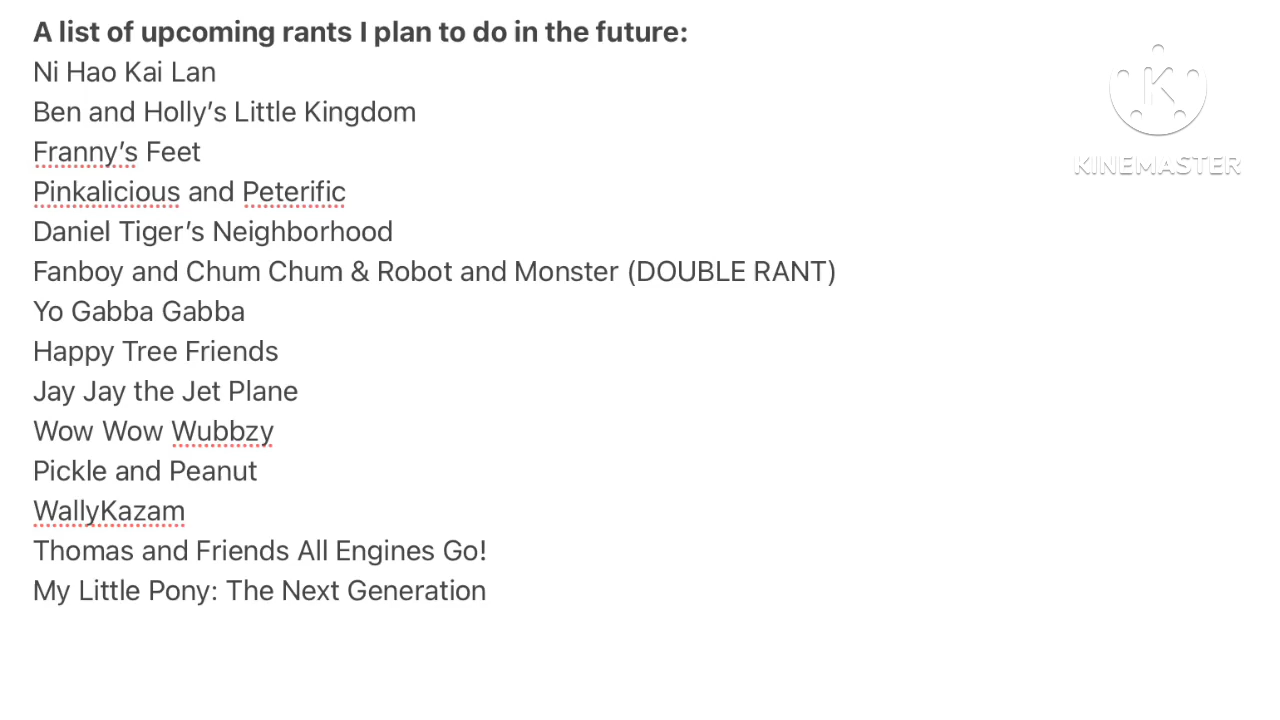 A list of upcoming rants I plan to do in the future:
Ni Hao Kai Lan
Ben and Holly’s Little Kingdom
Franny’s Feet
Pinkalicious and Peterific
Daniel Tiger’s Neighborhood
Fanboy and Chum Chum & Robot and Monster (DOUBLE RANT)
Yo Gabba Gabba
Happy Tree Friends
Jay Jay the Jet Plane
Wow Wow Wubbzy
Pickle and Peanut
WallyKazam
Thomas and Friends All Engines Go!
My Little Pony: The Next Generation
K
KINEMASTER